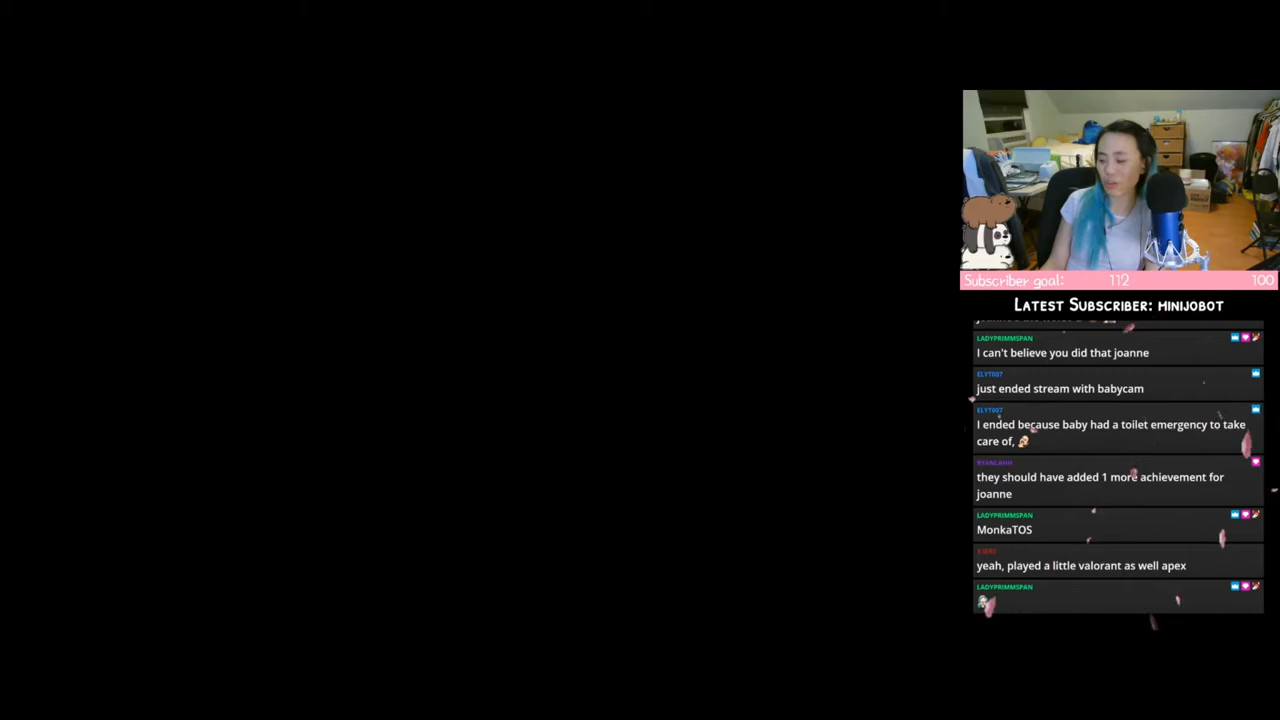 Subscriber goal: 112 100
Latest Subscriber: minijobot
LADYPRIMMSPAN
I can't believe you did that joanne
ELYT007
just ended stream with babycam
ELYT007
I ended because baby had a toilet emergency to take
care of,
RYANLAHH
they should have added 1 more achievement for
joanne
LADYPRIMMSPAN
MonkaTOS
yeah, played a little valorant as well apex
LADYPRIMMSPAN